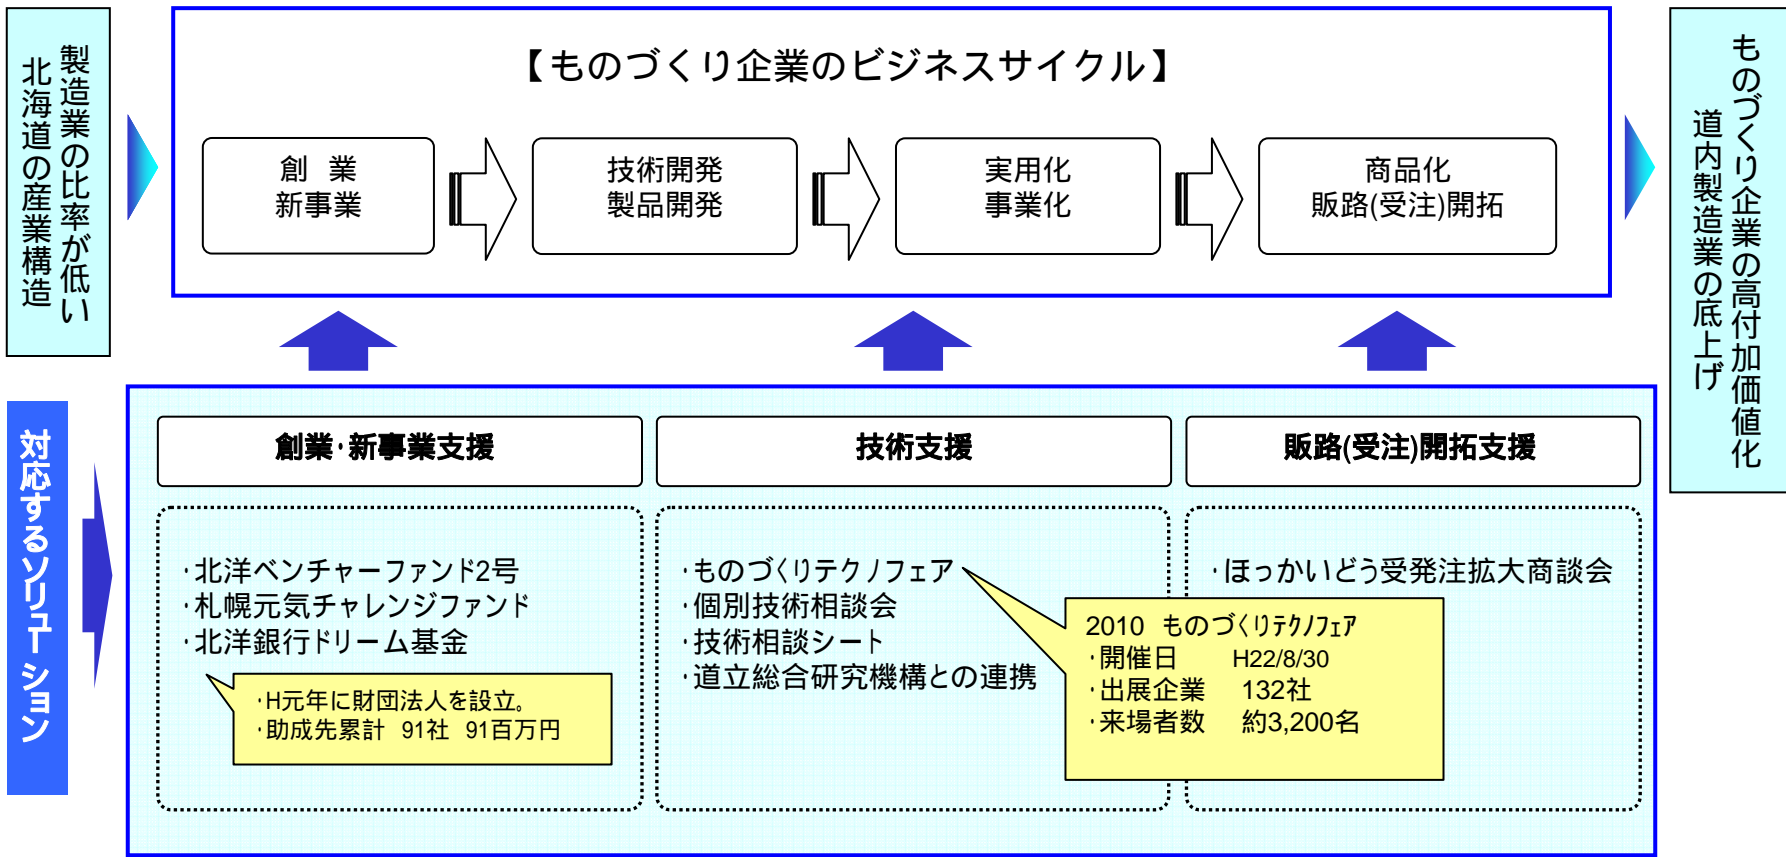 製造業の比率が低い
北海道の産業構造
【ものづくり企業のビジネスサイクル】
創 業
新事業
技術開発
製品開発
実用化
事業化
商品化
販路(受注)開拓
ものづくり企業の高付加価値化
道内製造業の底上げ
対応するソリューション
創業・新事業支援
・北洋ベンチャーファンド2号
・札幌元気チャレンジファンド
・北洋銀行ドリーム基金
・H元年に財団法人を設立。
・助成先累計 91社 91百万円
技術支援
・ものづくりテクノフェア
・個別技術相談会
・技術相談シート
・道立総合研究機構との連携
2010 ものづくりテクノフェア
・開催日 H22/8/30
・出展企業 132社
・来場者数 約3,200名
販路(受注)開拓支援
・ほっかいどう受発注拡大商談会